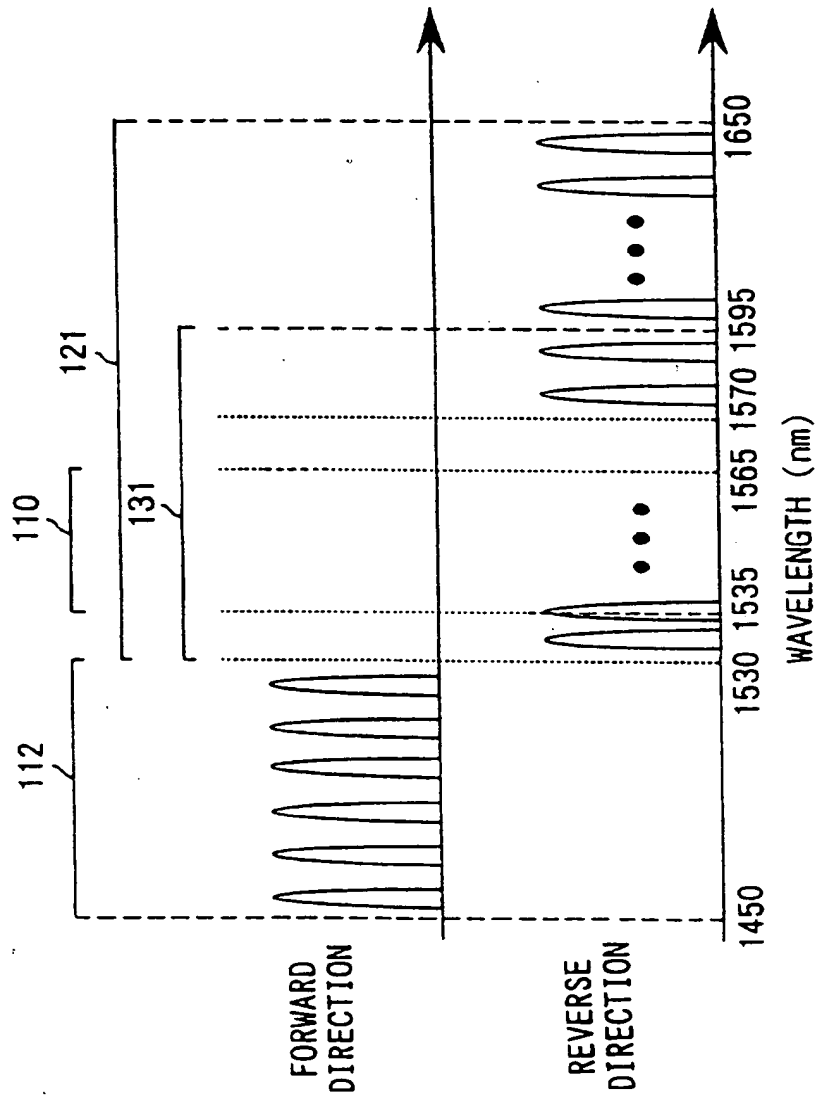 110
112
121
131
FORWARD
DIRECTION
REVERSE
DIRECTION
1450
1530
1535
1565
1570
1595
1650
WAVELENGTH (nm)